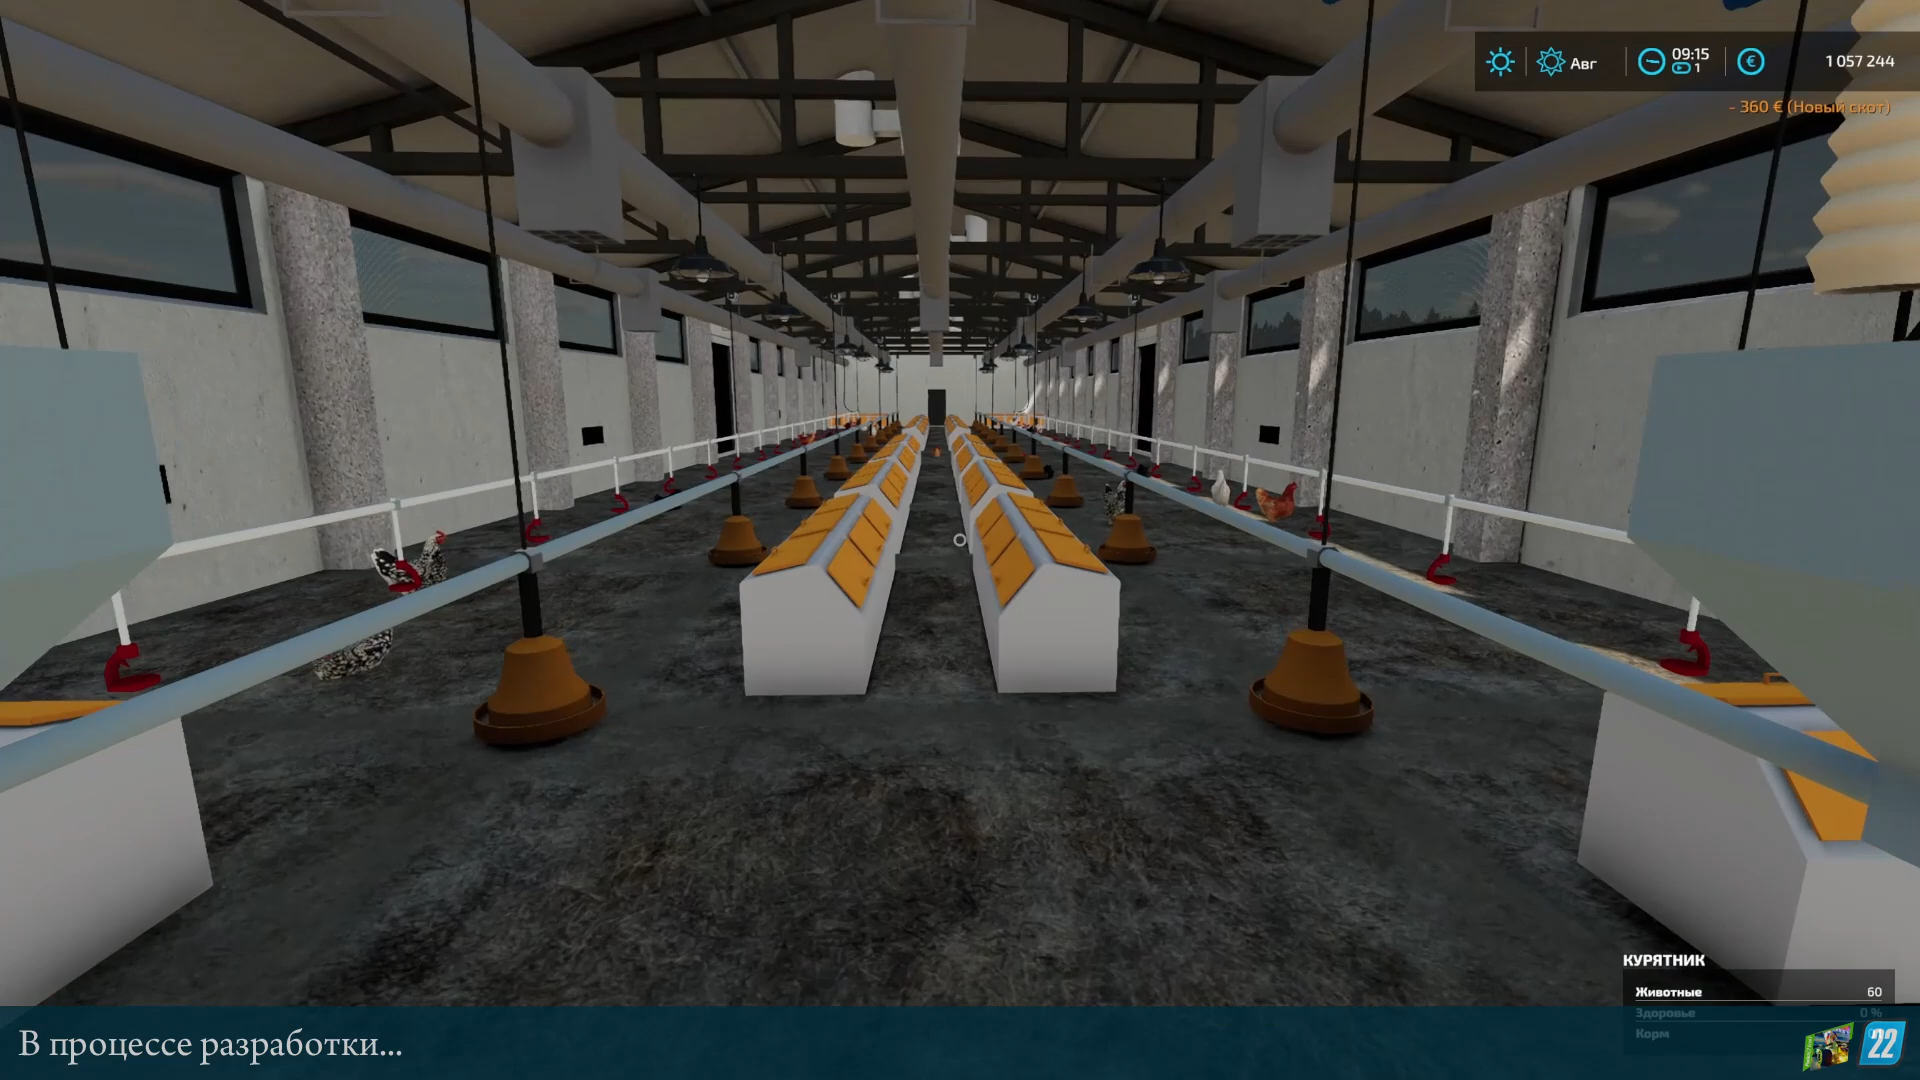 Авг
09:15
1
€
1 057 244
- 360 € (Новый скот)
КУРЯТНИК
Животные 60
Здоровье 0 %
Корм
В процессе разработки...
22